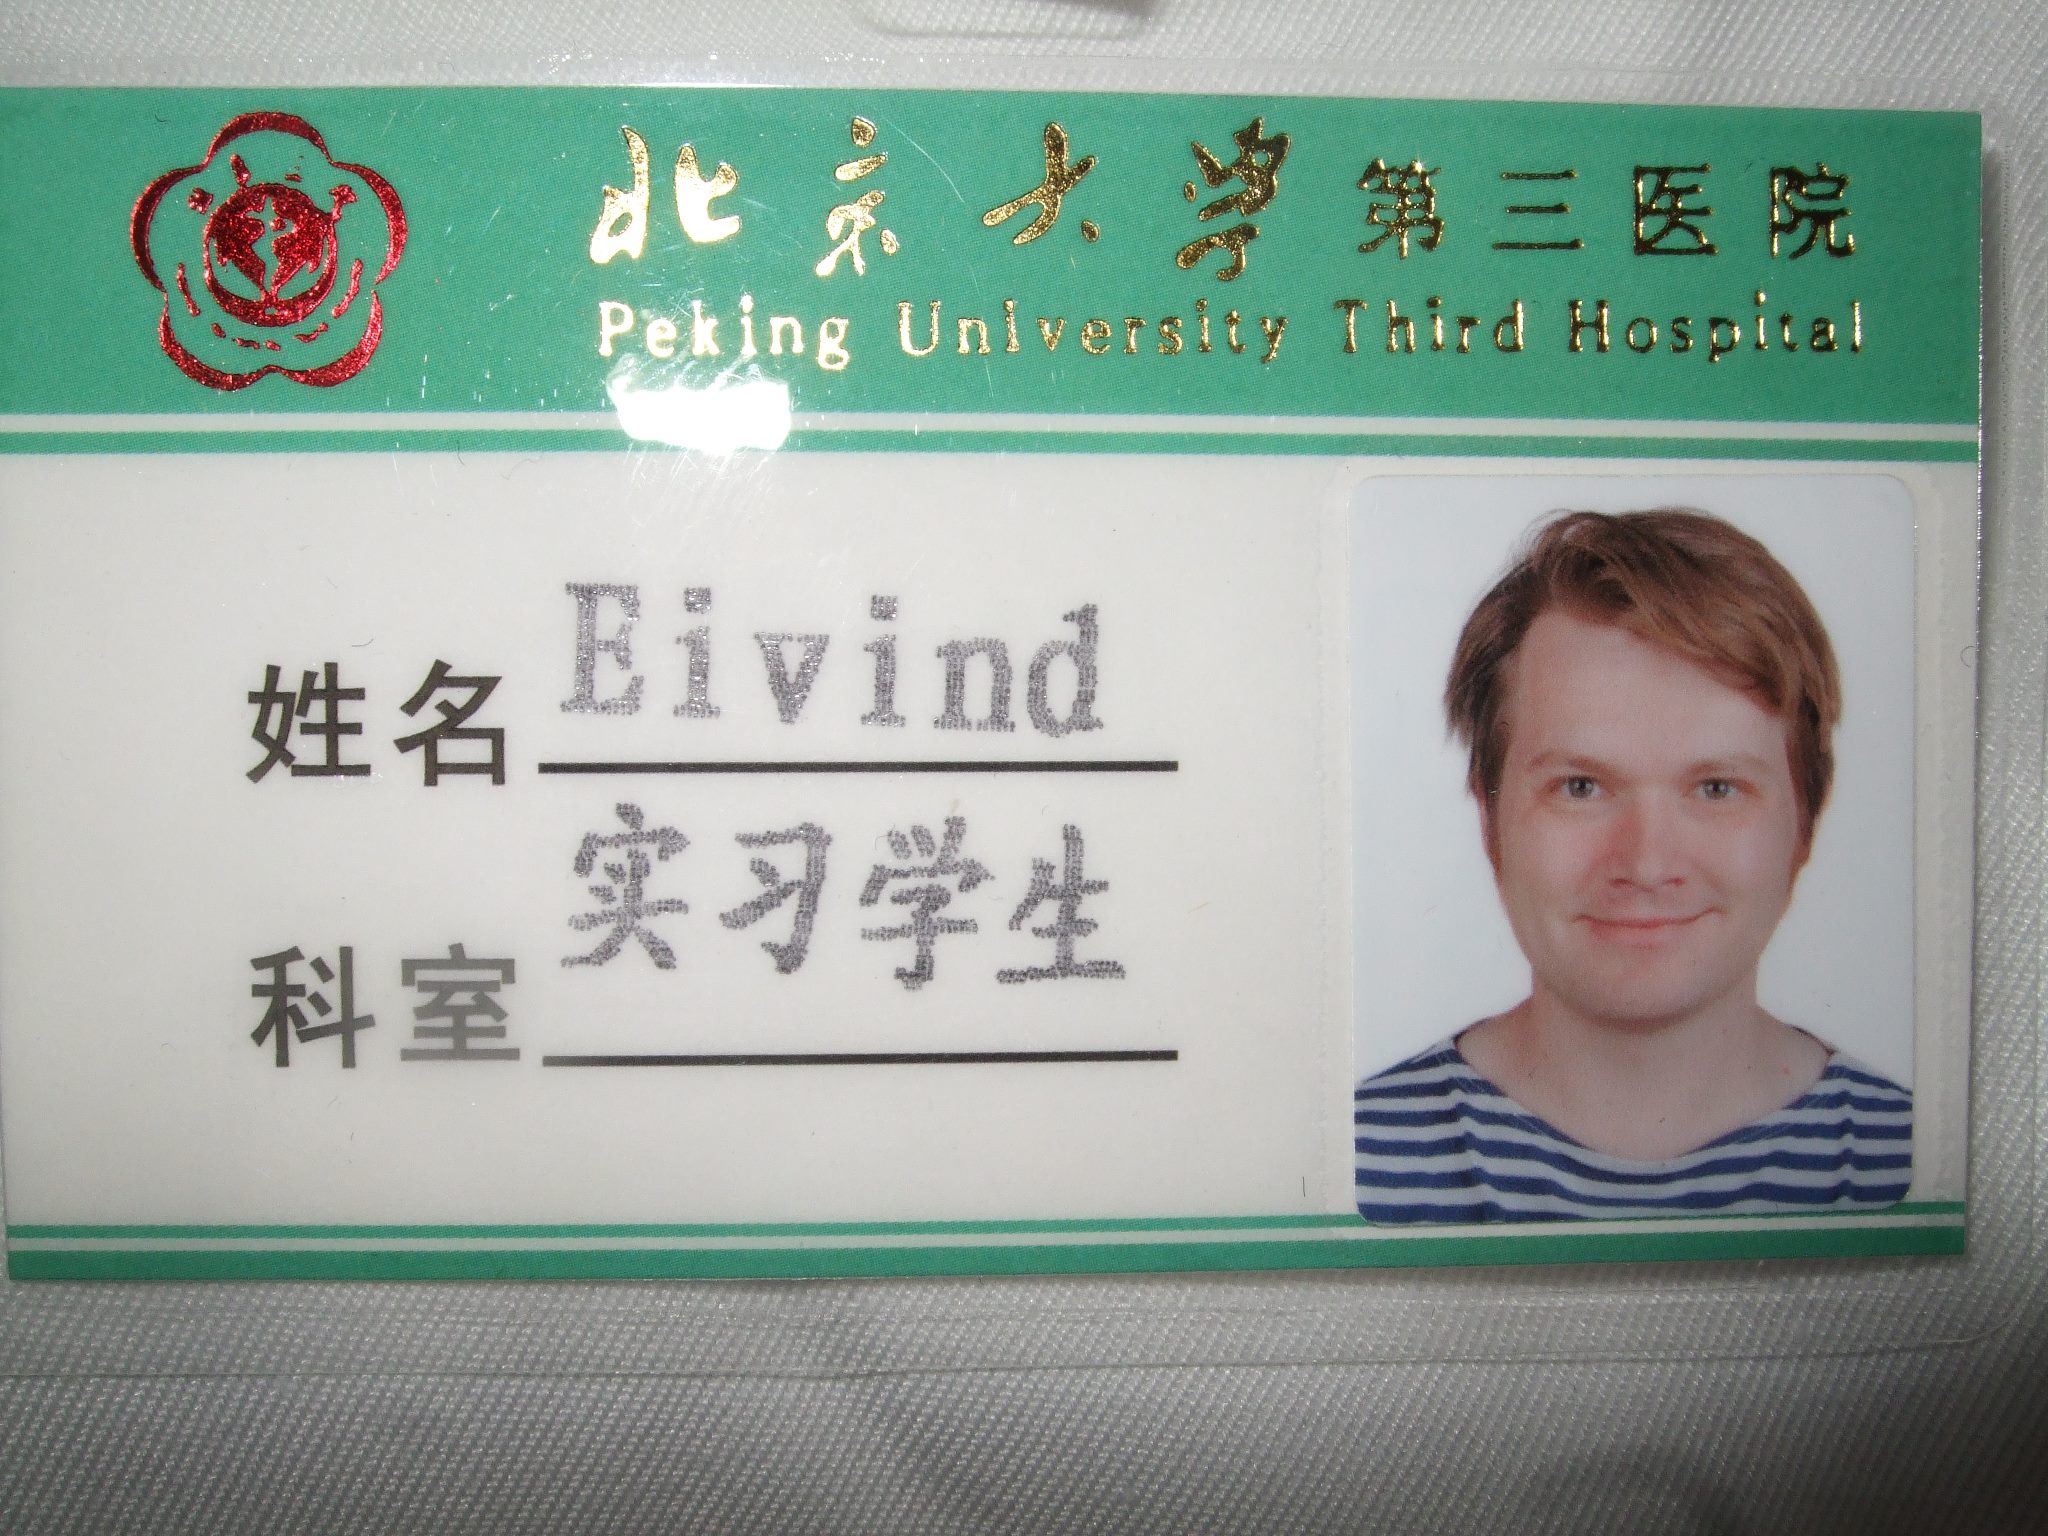 北京大学第三医院
Peking University Third Hospital
姓名 Eivind
科室 实习学生